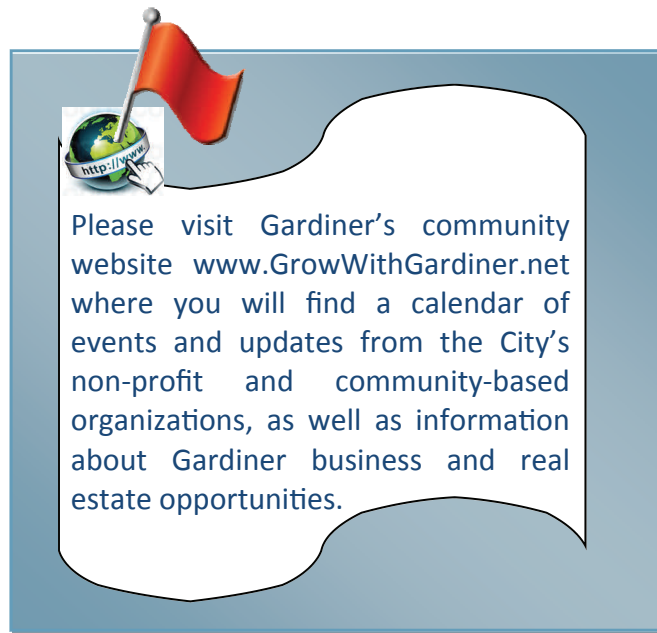 http://www.
Please visit Gardiner’s community
website www.GrowWithGardiner.net
where you will find a calendar of
events and updates from the City’s
non-profit and community-based
organizations, as well as information
about Gardiner business and real
estate opportunities.